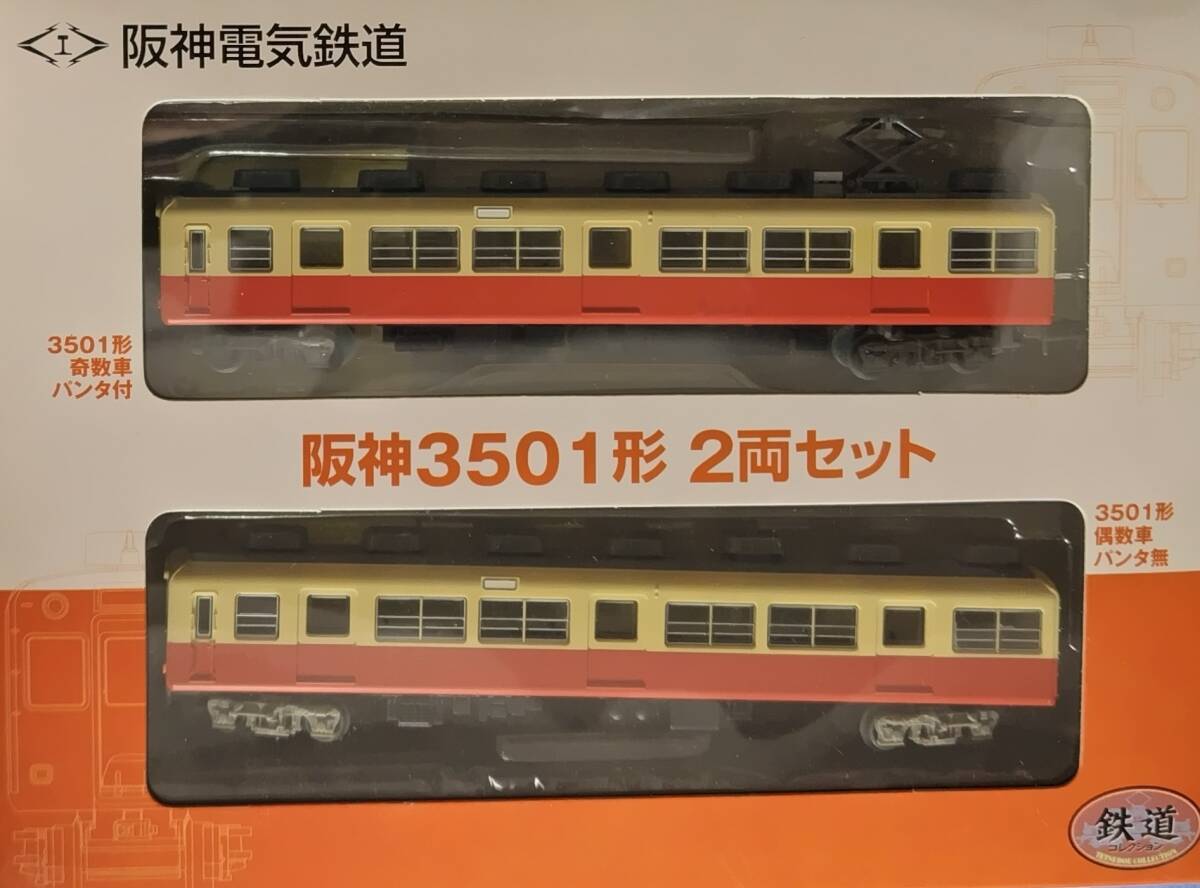 阪神電気鉄道
3501形
奇数車
パンタ付
阪神3501形 2両セット
3501形
偶数車
パンタ無
鉄道
コレクション
TETSUDOU COLLECTION